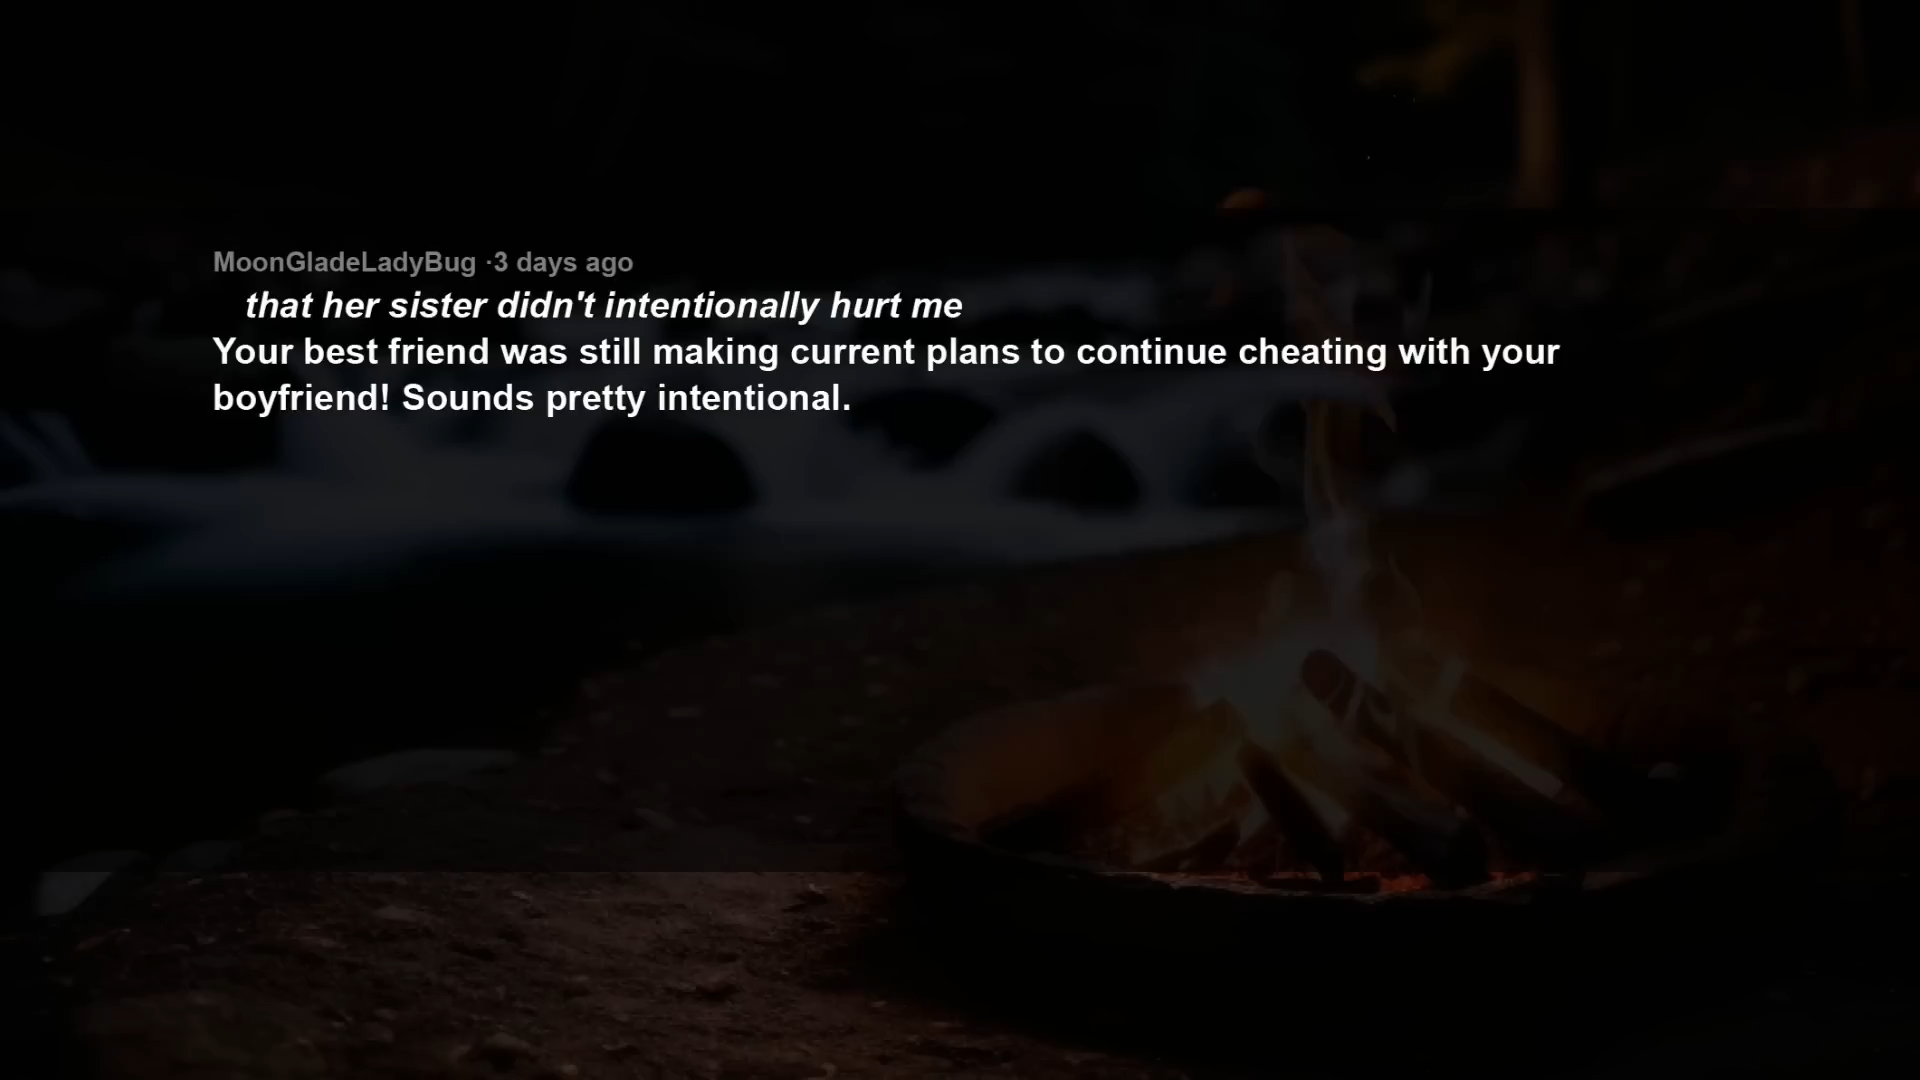 MoonGladeLadyBug ·3 days ago
that her sister didn't intentionally hurt me
Your best friend was still making current plans to continue cheating with your
boyfriend! Sounds pretty intentional.